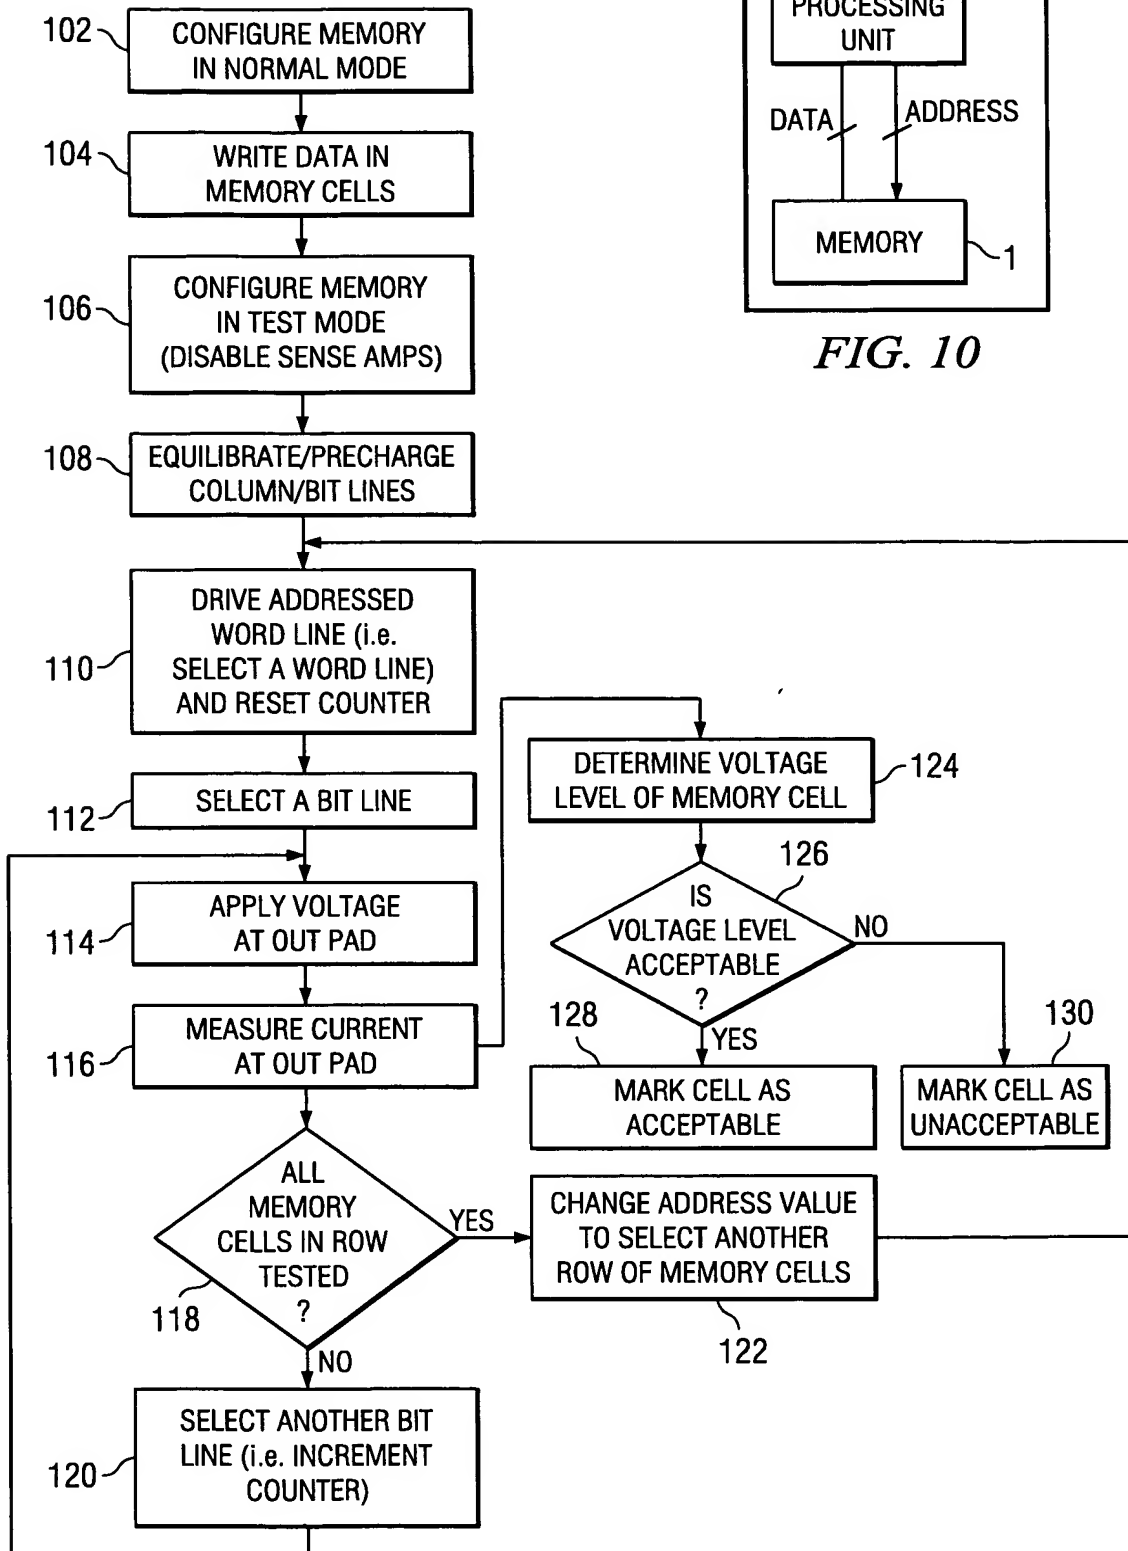 102
CONFIGURE MEMORY
IN NORMAL MODE
104
WRITE DATA IN
MEMORY CELLS
106
CONFIGURE MEMORY
IN TEST MODE
(DISABLE SENSE AMPS)
108
EQUILIBRATE/PRECHARGE
COLUMN/BIT LINES
110
DRIVE ADDRESSED
WORD LINE (i.e.
SELECT A WORD LINE)
AND RESET COUNTER
112
SELECT A BIT LINE
114
APPLY VOLTAGE
AT OUT PAD
116
MEASURE CURRENT
AT OUT PAD
118
ALL
MEMORY
CELLS IN ROW
TESTED
?
YES
NO
120
SELECT ANOTHER BIT
LINE (i.e. INCREMENT
COUNTER)
CHANGE ADDRESS VALUE
TO SELECT ANOTHER
ROW OF MEMORY CELLS
122
DETERMINE VOLTAGE
LEVEL OF MEMORY CELL
124
126
IS
VOLTAGE LEVEL
ACCEPTABLE
?
NO
YES
128
MARK CELL AS
ACCEPTABLE
130
MARK CELL AS
UNACCEPTABLE
PROCESSING
UNIT
DATA
ADDRESS
MEMORY
1
FIG. 10